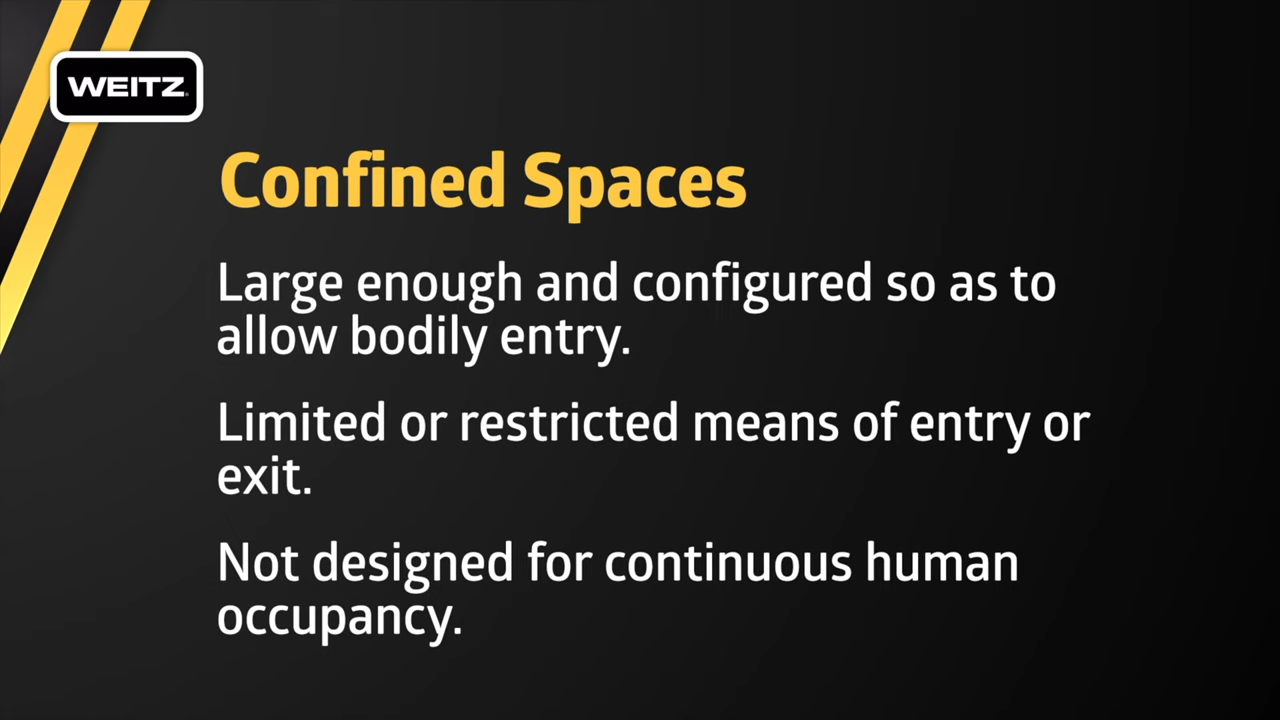 WEITZ
Confined Spaces
Large enough and configured so as to
allow bodily entry.
Limited or restricted means of entry or
exit.
Not designed for continuous human
occupancy.